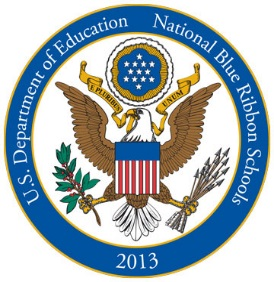 U.S. Department of Education
National Blue Ribbon Schools
E PLURIBUS UNUM
2013